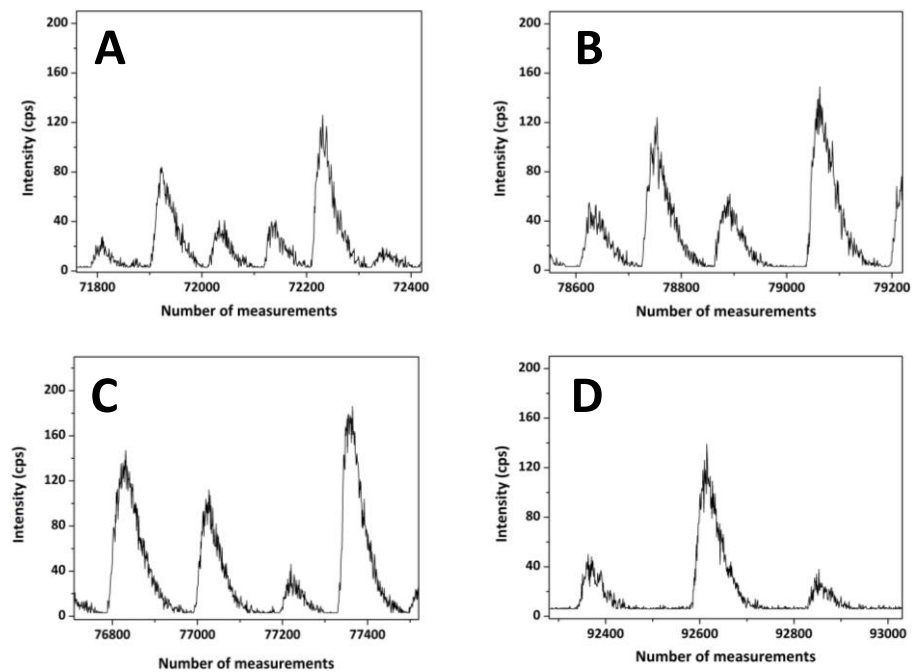 A
Intensity (cps)
200
160
120
80
40
0
71800 72000 72200 72400
Number of measurements
B
Intensity (cps)
200
160
120
80
40
0
78600 78800 79000 79200
Number of measurements
C
Intensity (cps)
200
160
120
80
40
0
76800 77000 77200 77400
Number of measurements
D
Intensity (cps)
200
160
120
80
40
0
92400 92600 92800 93000
Number of measurements